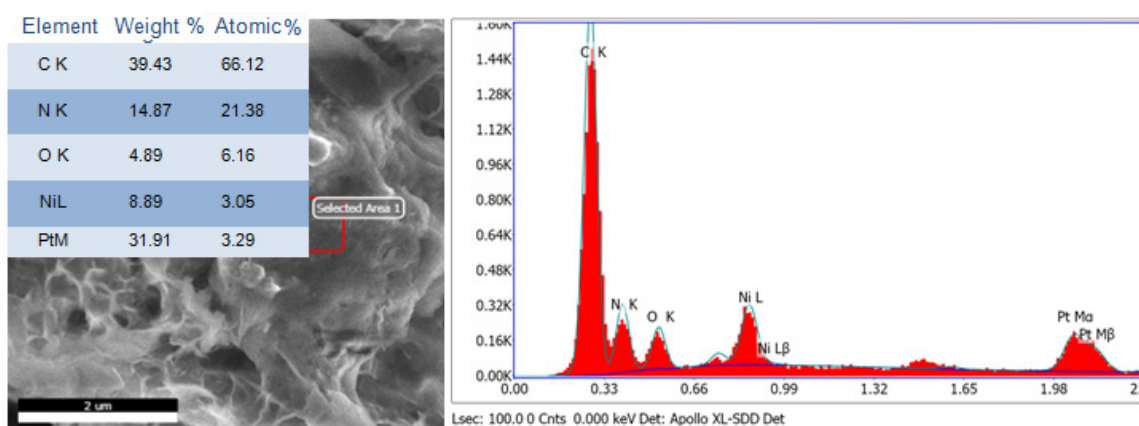 Element Weight % Atomic%
C K 39.43 66.12
N K 14.87 21.38
O K 4.89 6.16
NiL 8.89 3.05
PtM 31.91 3.29
Selected Area 1
2 um
1.60K
1.44K
1.28K
1.12K
0.96K
0.80K
0.64K
0.48K
0.32K
0.16K
0.00K
C K
N K
O K
Ni L
Ni Lβ
Pt Ma
Pt Mβ
0.00 0.33 0.66 0.99 1.32 1.65 1.98
Lsec: 100.0 0 Cnts 0.000 keV Det: Apollo XL-SDD Det